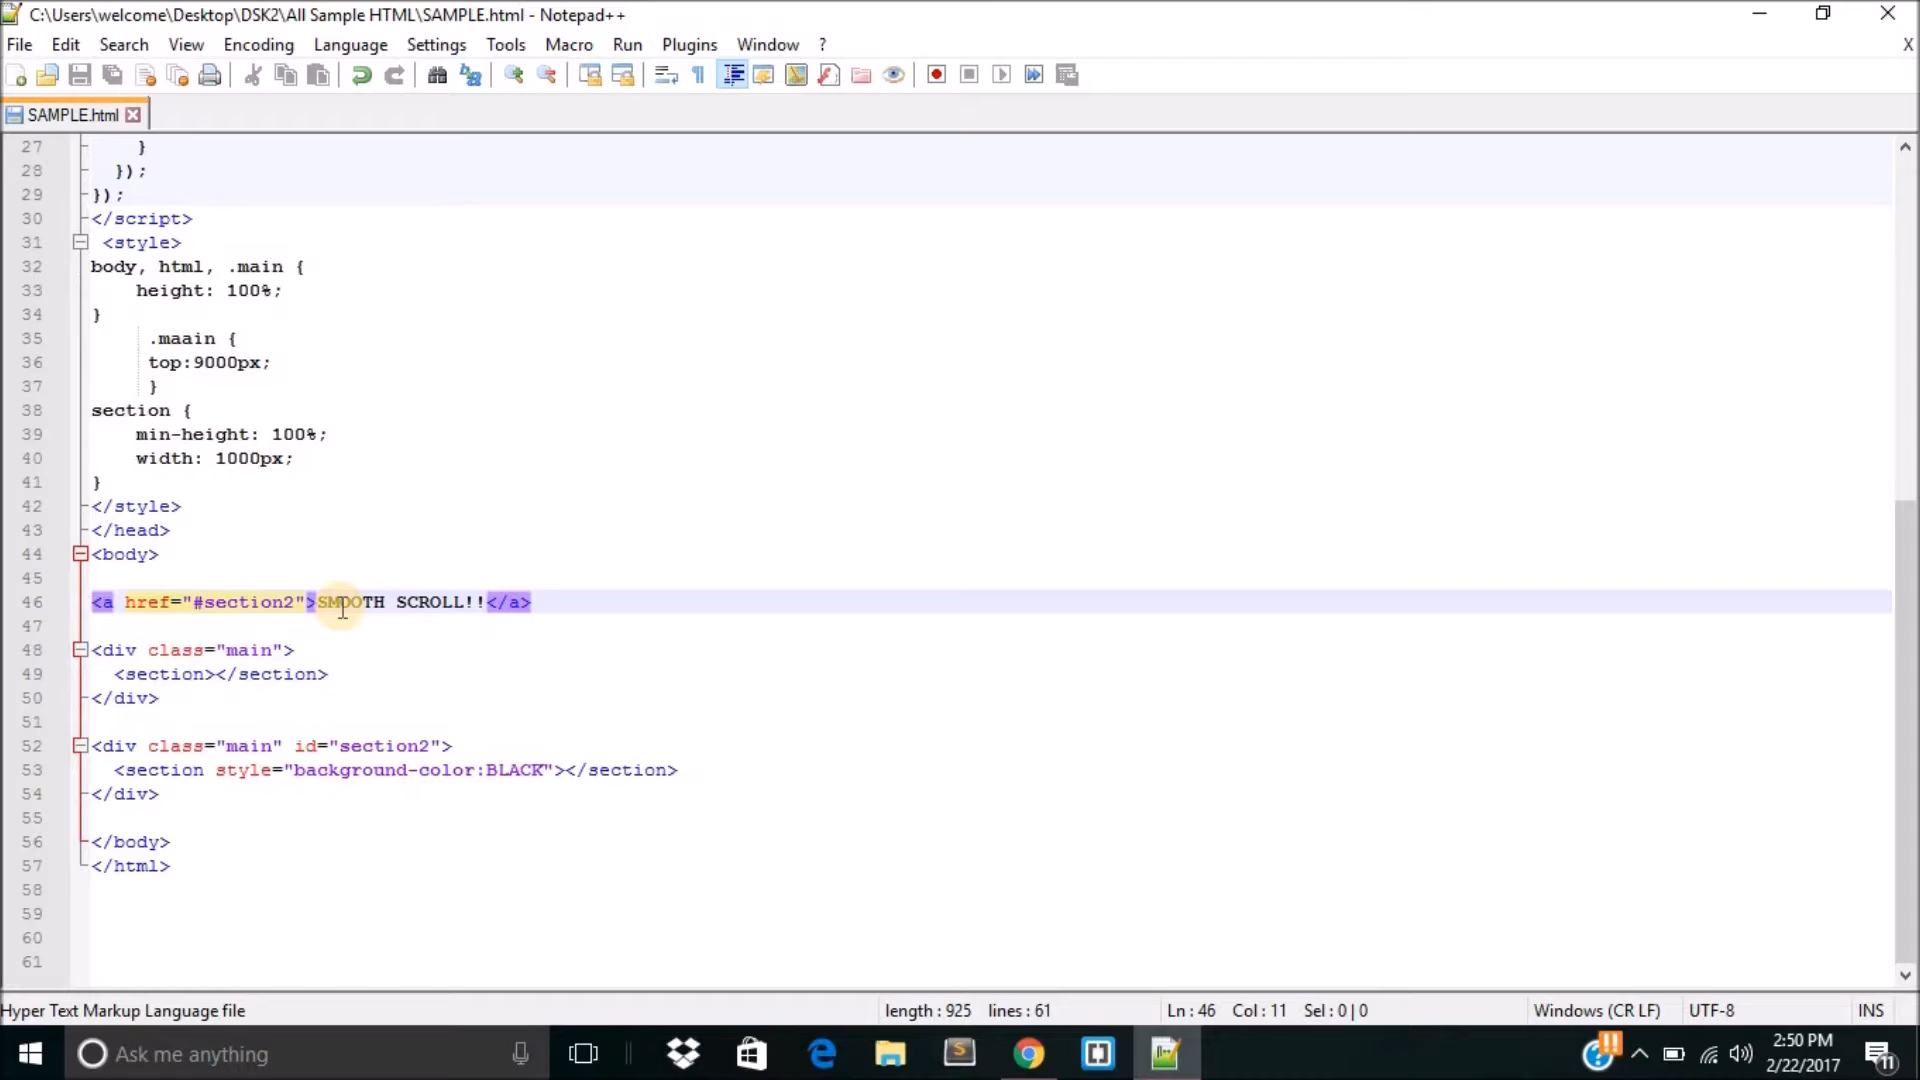 C:\Users\welcome\Desktop\DSK2\All Sample HTML\SAMPLE.html - Notepad++
File Edit Search View Encoding Language Settings Tools Macro Run Plugins Window ? X
SAMPLE.html
27 }
28 });
29 });
30 </script>
31 <style>
32 body, html, .main {
33 height: 100%;
34 }
35 .maain {
36 top:9000px;
37 }
38 section {
39 min-height: 100%;
40 width: 1000px;
41 }
42 </style>
43 </head>
44 <body>
45
46 <a href="#section2">SMOOTH SCROLL!!</a>
47
48 <div class="main">
49 <section></section>
50 </div>
51
52 <div class="main" id="section2">
53 <section style="background-color:BLACK"></section>
54 </div>
55
56 </body>
57 </html>
58
59
60
61
Hyper Text Markup Language file length : 925 lines : 61 Ln : 46 Col : 11 Sel : 0 | 0 Windows (CR LF) UTF-8 INS
Ask me anything 2:50 PM
2/22/2017 11